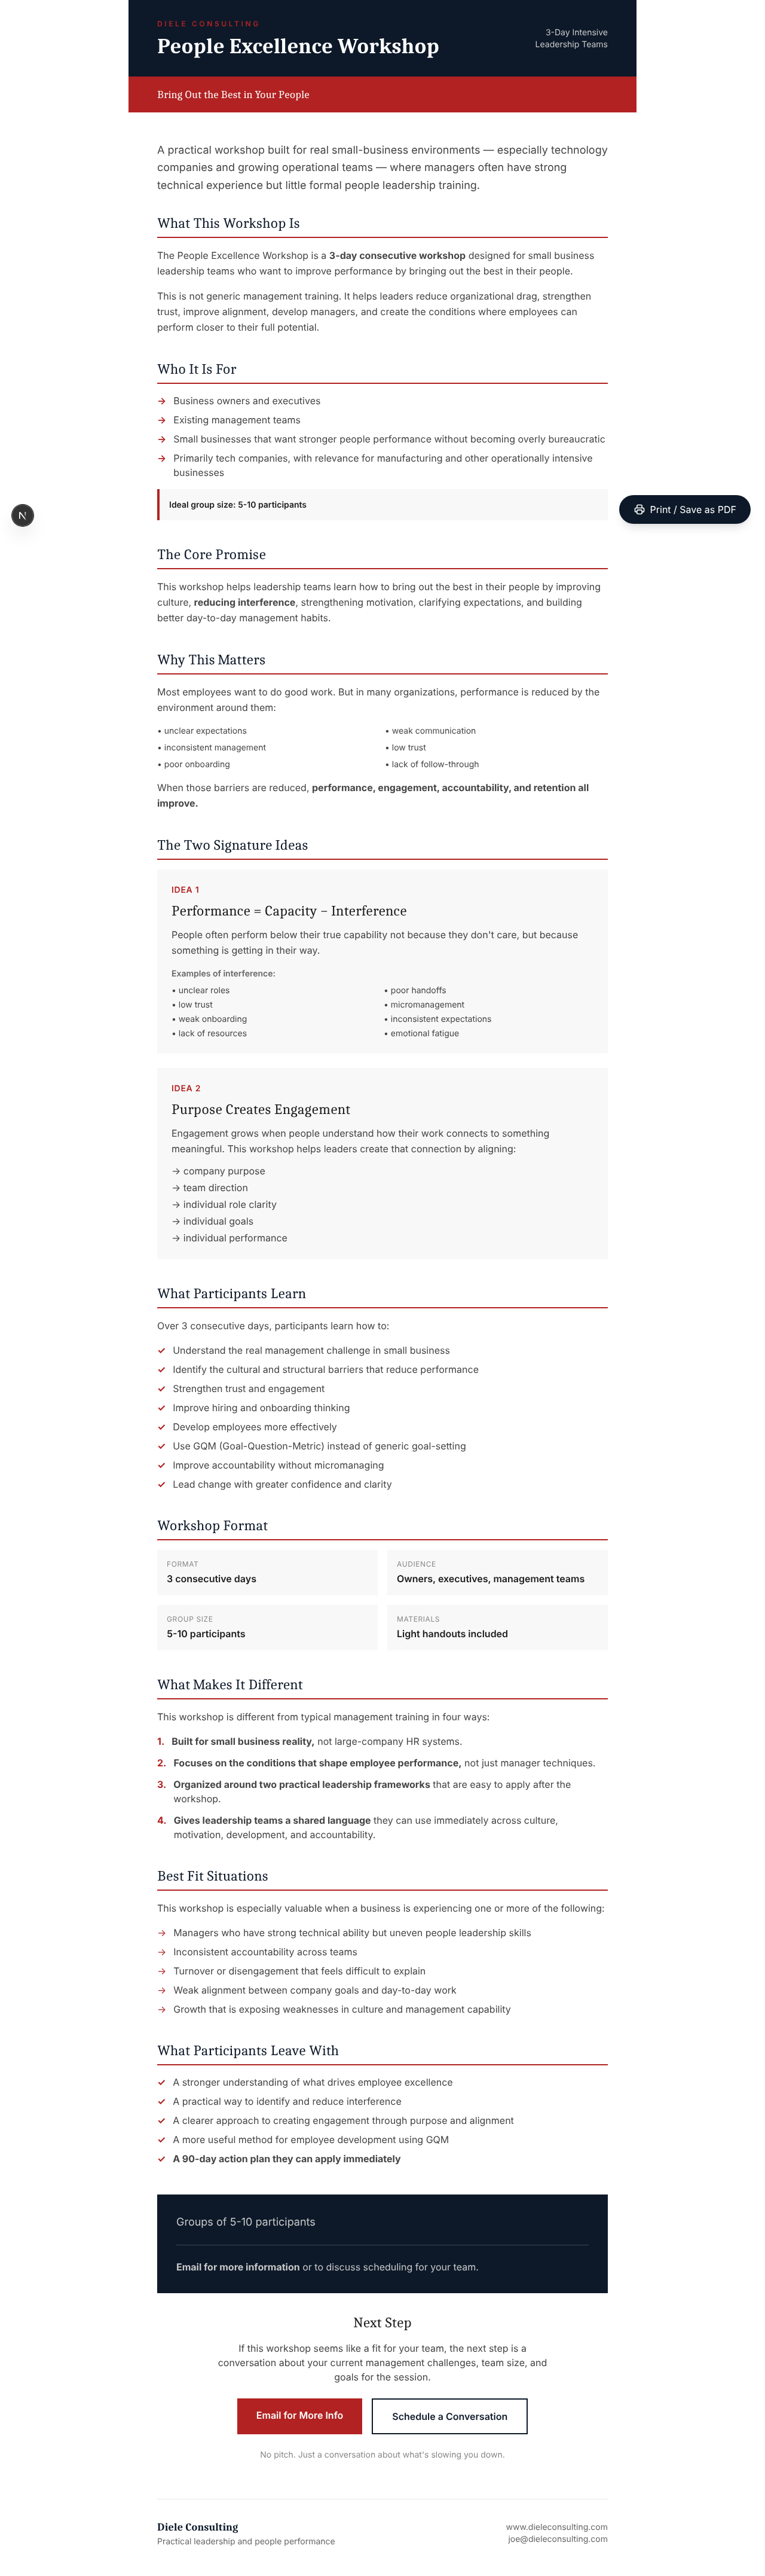 DIELE CONSULTING
People Excellence Workshop
3-Day Intensive
Leadership Teams
Bring Out the Best in Your People
A practical workshop built for real small-business environments — especially technology
companies and growing operational teams — where managers often have strong
technical experience but little formal people leadership training.
What This Workshop Is
The People Excellence Workshop is a 3-day consecutive workshop designed for small business
leadership teams who want to improve performance by bringing out the best in their people.
This is not generic management training. It helps leaders reduce organizational drag, strengthen
trust, improve alignment, develop managers, and create the conditions where employees can
perform closer to their full potential.
Who It Is For
→ Business owners and executives
→ Existing management teams
→ Small businesses that want stronger people performance without becoming overly bureaucratic
→ Primarily tech companies, with relevance for manufacturing and other operationally intensive
businesses
Ideal group size: 5-10 participants
N
Print / Save as PDF
The Core Promise
This workshop helps leadership teams learn how to bring out the best in their people by improving
culture, reducing interference, strengthening motivation, clarifying expectations, and building
better day-to-day management habits.
Why This Matters
Most employees want to do good work. But in many organizations, performance is reduced by the
environment around them:
• unclear expectations
• weak communication
• inconsistent management
• low trust
• poor onboarding
• lack of follow-through
When those barriers are reduced, performance, engagement, accountability, and retention all
improve.
The Two Signature Ideas
IDEA 1
Performance = Capacity − Interference
People often perform below their true capability not because they don't care, but because
something is getting in their way.
Examples of interference:
• unclear roles
• poor handoffs
• low trust
• micromanagement
• weak onboarding
• inconsistent expectations
• lack of resources
• emotional fatigue
IDEA 2
Purpose Creates Engagement
Engagement grows when people understand how their work connects to something
meaningful. This workshop helps leaders create that connection by aligning:
→ company purpose
→ team direction
→ individual role clarity
→ individual goals
→ individual performance
What Participants Learn
Over 3 consecutive days, participants learn how to:
✓ Understand the real management challenge in small business
✓ Identify the cultural and structural barriers that reduce performance
✓ Strengthen trust and engagement
✓ Improve hiring and onboarding thinking
✓ Develop employees more effectively
✓ Use GQM (Goal-Question-Metric) instead of generic goal-setting
✓ Improve accountability without micromanaging
✓ Lead change with greater confidence and clarity
Workshop Format
FORMAT
3 consecutive days
AUDIENCE
Owners, executives, management teams
GROUP SIZE
5-10 participants
MATERIALS
Light handouts included
What Makes It Different
This workshop is different from typical management training in four ways:
1. Built for small business reality, not large-company HR systems.
2. Focuses on the conditions that shape employee performance, not just manager techniques.
3. Organized around two practical leadership frameworks that are easy to apply after the
workshop.
4. Gives leadership teams a shared language they can use immediately across culture,
motivation, development, and accountability.
Best Fit Situations
This workshop is especially valuable when a business is experiencing one or more of the following:
→ Managers who have strong technical ability but uneven people leadership skills
→ Inconsistent accountability across teams
→ Turnover or disengagement that feels difficult to explain
→ Weak alignment between company goals and day-to-day work
→ Growth that is exposing weaknesses in culture and management capability
What Participants Leave With
✓ A stronger understanding of what drives employee excellence
✓ A practical way to identify and reduce interference
✓ A clearer approach to creating engagement through purpose and alignment
✓ A more useful method for employee development using GQM
✓ A 90-day action plan they can apply immediately
Groups of 5-10 participants
Email for more information or to discuss scheduling for your team.
Next Step
If this workshop seems like a fit for your team, the next step is a
conversation about your current management challenges, team size, and
goals for the session.
Email for More Info
Schedule a Conversation
No pitch. Just a conversation about what's slowing you down.
Diele Consulting
Practical leadership and people performance
www.dieleconsulting.com
joe@dieleconsulting.com